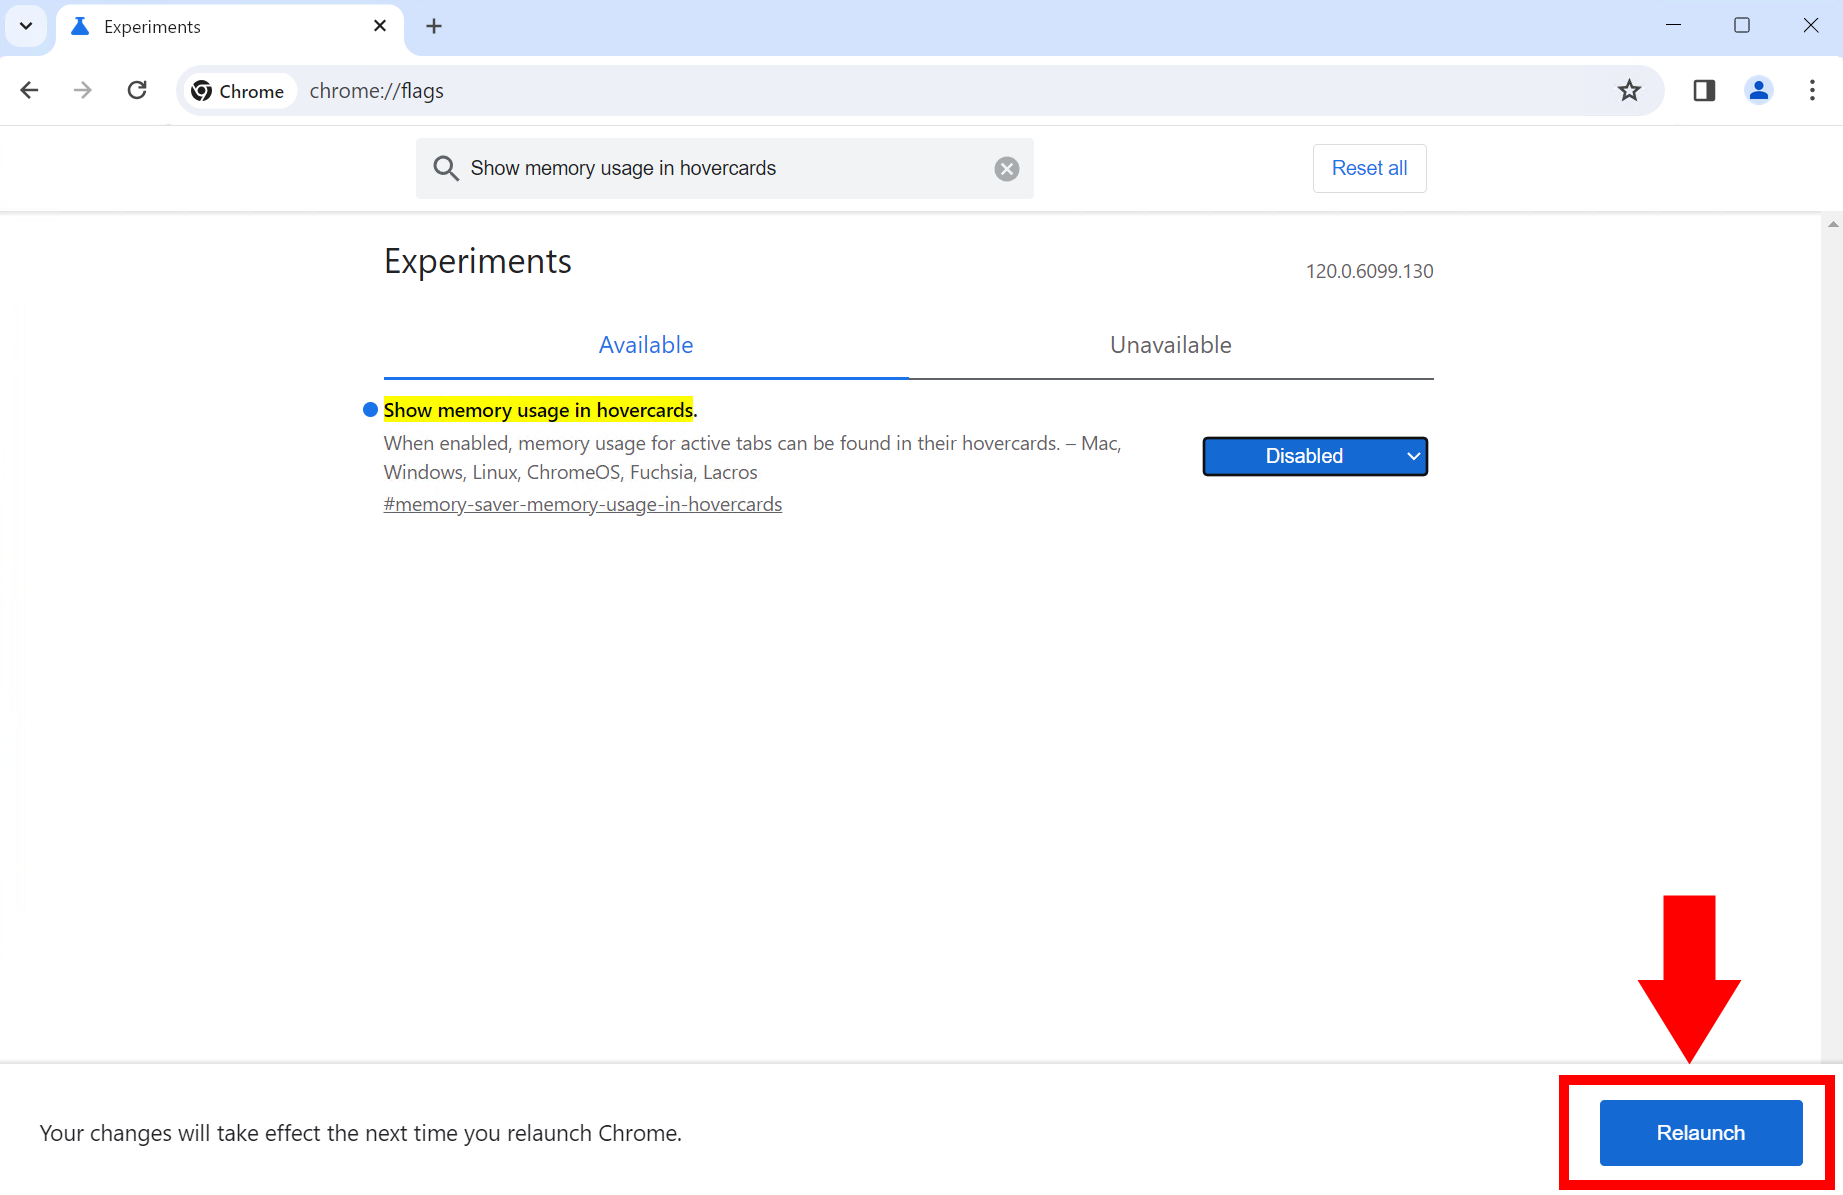 Experiments
Chrome chrome://flags
Show memory usage in hovercards
Reset all
Experiments
120.0.6099.130
Available
Unavailable
Show memory usage in hovercards.
When enabled, memory usage for active tabs can be found in their hovercards. – Mac,
Windows, Linux, ChromeOS, Fuchsia, Lacros
#memory-saver-memory-usage-in-hovercards
Disabled
Your changes will take effect the next time you relaunch Chrome.
Relaunch